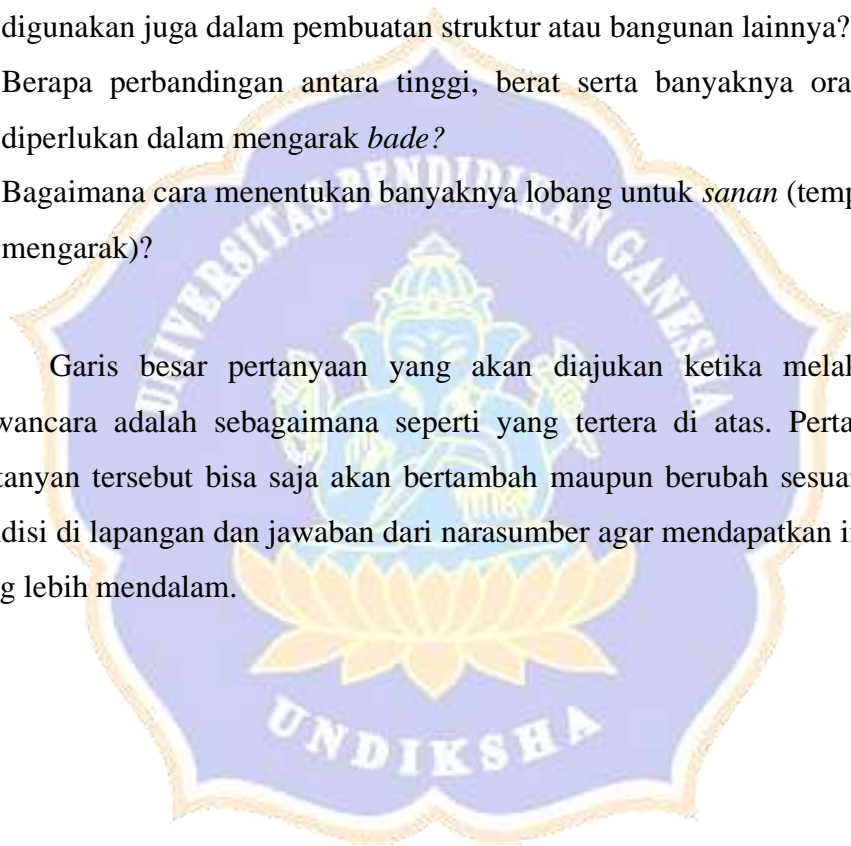 digunakan juga dalam pembuatan struktur atau bangunan lainnya?
Berapa perbandingan antara tinggi, berat serta banyaknya ora
diperlukan dalam mengarak bade?
Bagaimana cara menentukan banyaknya lobang untuk sanan (temp
mengarak)?
Garis besar pertanyaan yang akan diajukan ketika melak
wancara adalah sebagaimana seperti yang tertera di atas. Perta
tanyan tersebut bisa saja akan bertambah maupun berubah sesuai
disi di lapangan dan jawaban dari narasumber agar mendapatkan i
g lebih mendalam.
UNIVERSITAS PENDIDIKAN GANESHA
UNDIKSHA